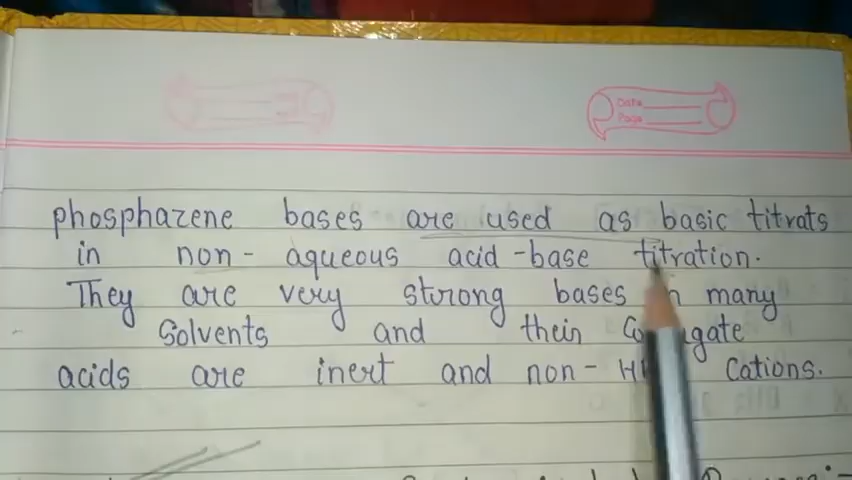 Date
Page
phosphazene bases are used as basic titrats
in non- aqueous acid-base titration.
They are very strong bases many
Solvents and their
acids are inert and non- Cations.